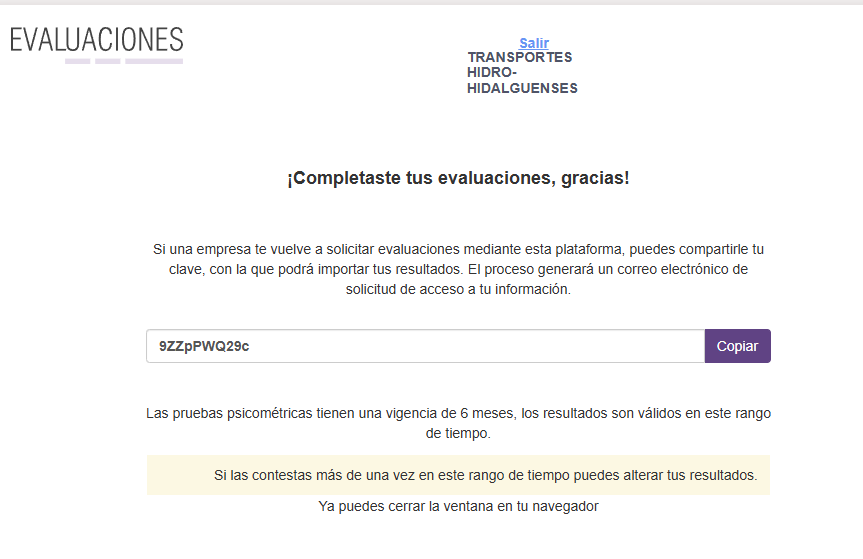 EVALUACIONES
Salir
TRANSPORTES
HIDRO-
HIDALGUENSES
¡Completaste tus evaluaciones, gracias!
Si una empresa te vuelve a solicitar evaluaciones mediante esta plataforma, puedes compartirle tu
clave, con la que podrá importar tus resultados. El proceso generará un correo electrónico de
solicitud de acceso a tu información.
9ZZpPWQ29c
Copiar
Las pruebas psicométricas tienen una vigencia de 6 meses, los resultados son válidos en este rango
de tiempo.
Si las contestas más de una vez en este rango de tiempo puedes alterar tus resultados.
Ya puedes cerrar la ventana en tu navegador